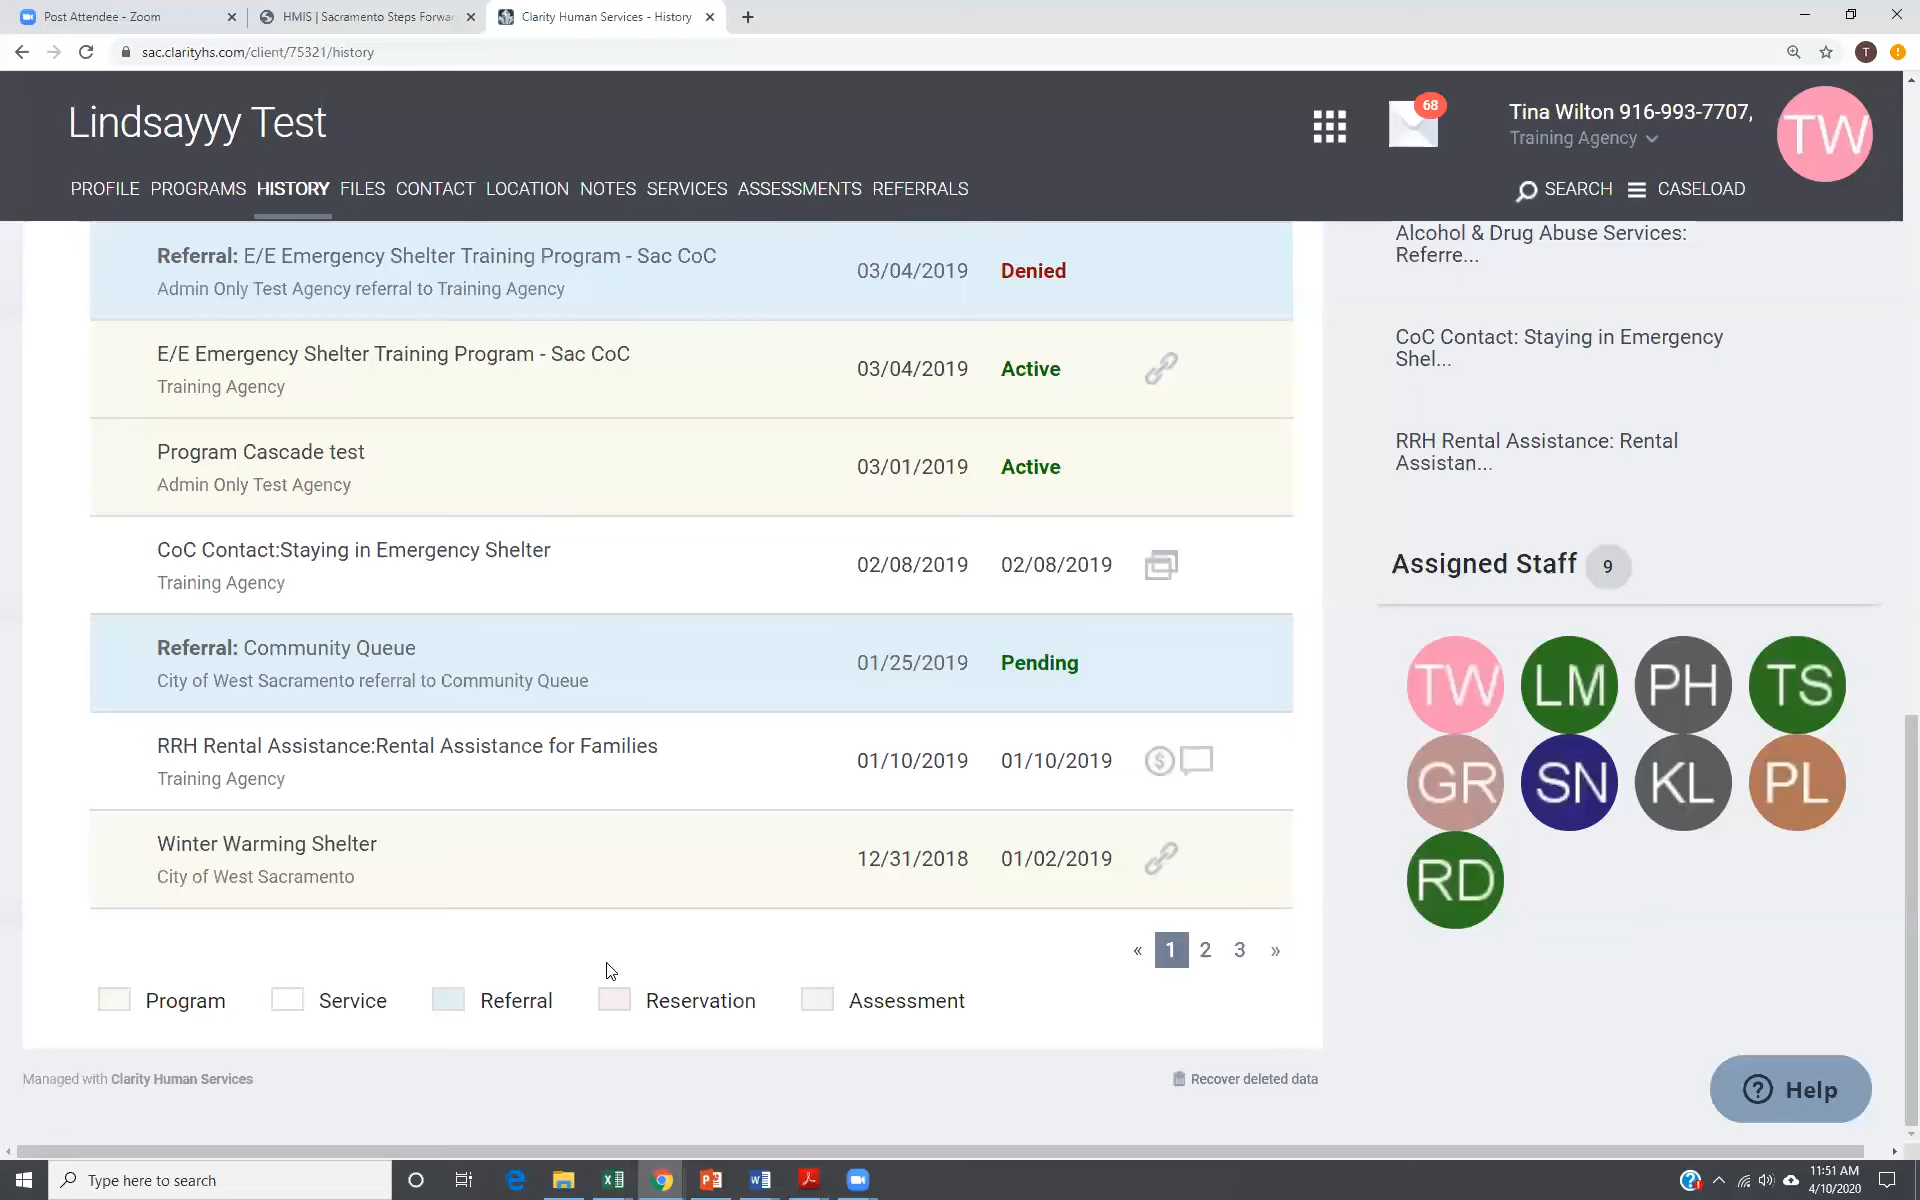 Post Attendee - Zoom
HMIS | Sacramento Steps Forwa
Clarity Human Services - History
sac.clarityhs.com/client/75321/history
T
Lindsayyy Test
68
Tina Wilton 916-993-7707,
Training Agency
TW
PROFILE PROGRAMS HISTORY FILES CONTACT LOCATION NOTES SERVICES ASSESSMENTS REFERRALS
SEARCH CASELOAD
Referral: E/E Emergency Shelter Training Program - Sac CoC
Admin Only Test Agency referral to Training Agency
03/04/2019 Denied
E/E Emergency Shelter Training Program - Sac CoC
Training Agency
03/04/2019 Active
Program Cascade test
Admin Only Test Agency
03/01/2019 Active
CoC Contact:Staying in Emergency Shelter
Training Agency
02/08/2019 02/08/2019
Referral: Community Queue
City of West Sacramento referral to Community Queue
01/25/2019 Pending
RRH Rental Assistance:Rental Assistance for Families
Training Agency
01/10/2019 01/10/2019
Winter Warming Shelter
City of West Sacramento
12/31/2018 01/02/2019
« 1 2 3 »
Program Service Referral Reservation Assessment
Managed with Clarity Human Services
Recover deleted data
Alcohol & Drug Abuse Services:
Referre...
CoC Contact: Staying in Emergency
Shel...
RRH Rental Assistance: Rental
Assistan...
Assigned Staff 9
TW LM PH TS
GR SN KL PL
RD
Help
Type here to search
11:51 AM
4/10/2020